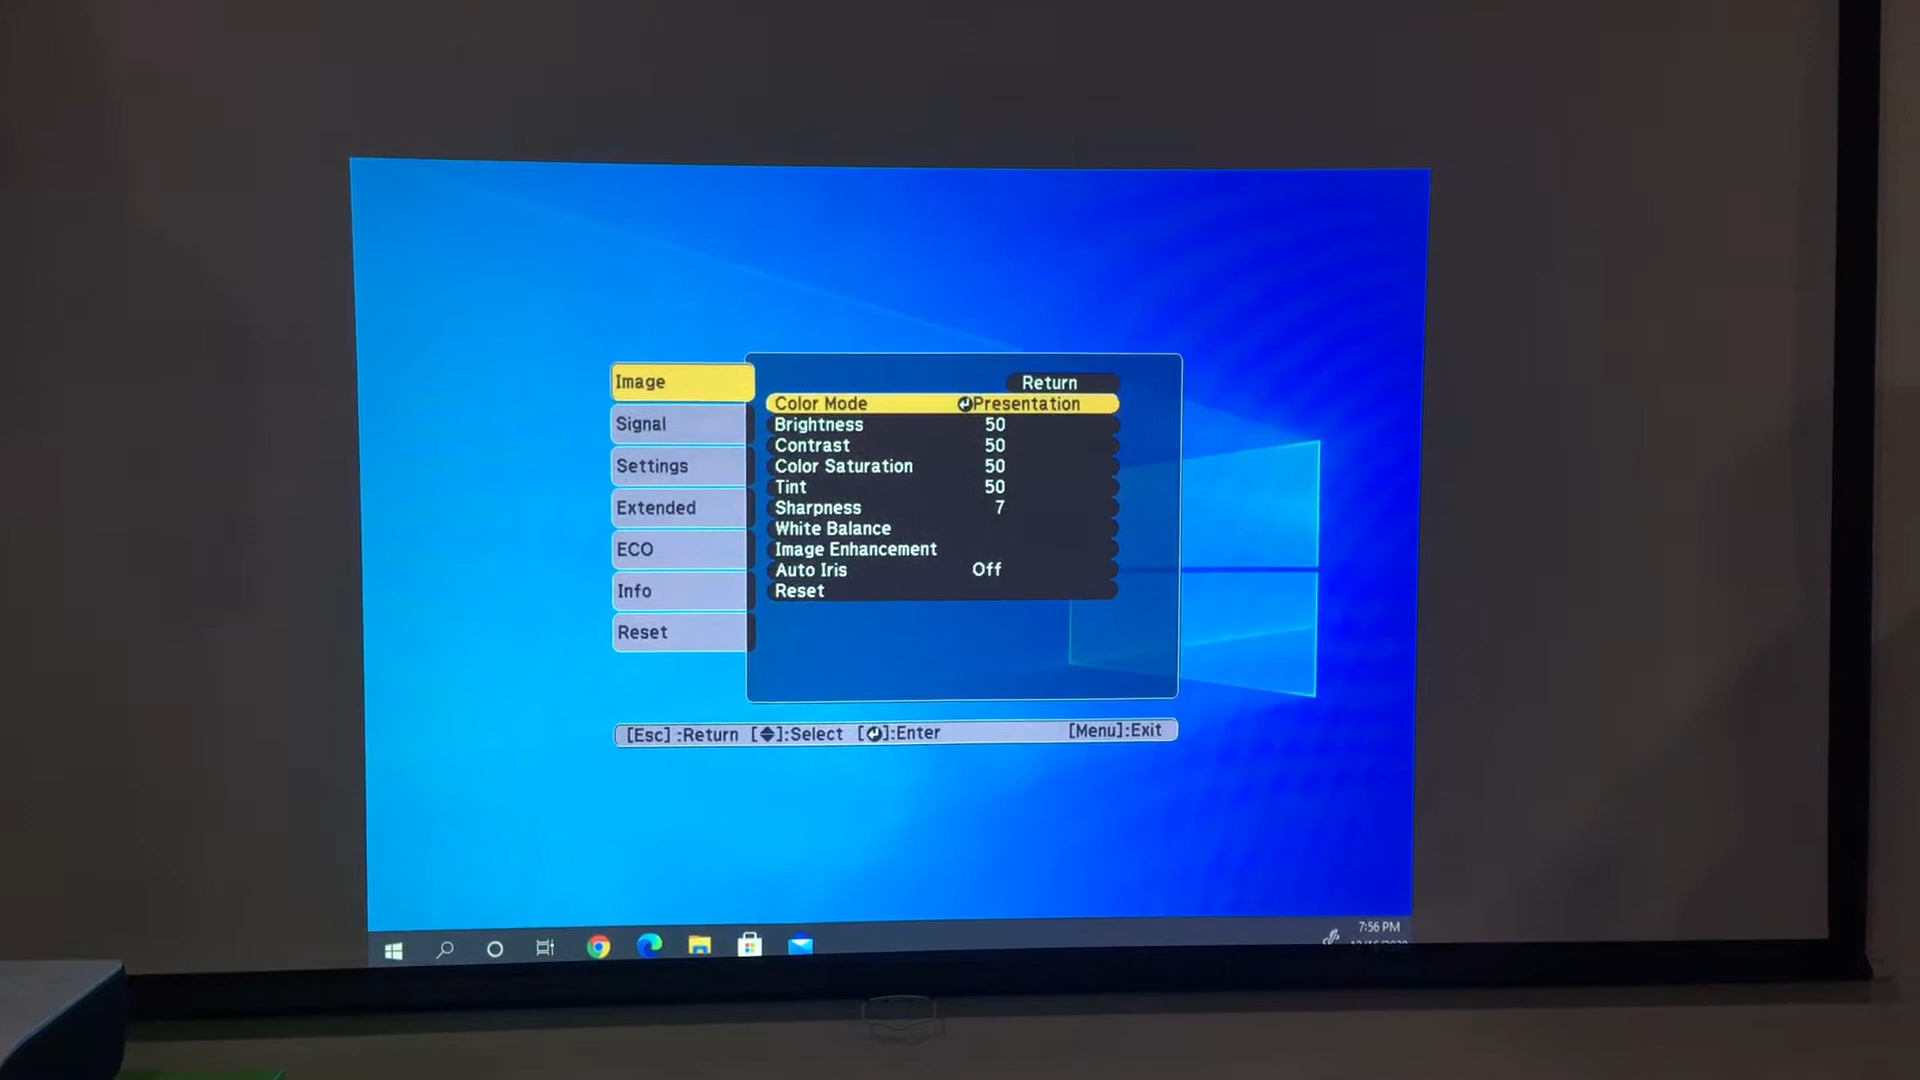 Image
Signal
Settings
Extended
ECO
Info
Reset
Return
Color Mode Presentation
Brightness 50
Contrast 50
Color Saturation 50
Tint 50
Sharpness 7
White Balance
Image Enhancement
Auto Iris Off
Reset
[Esc] :Return [ ]:Select [ ]:Enter [Menu]:Exit
7:56 PM